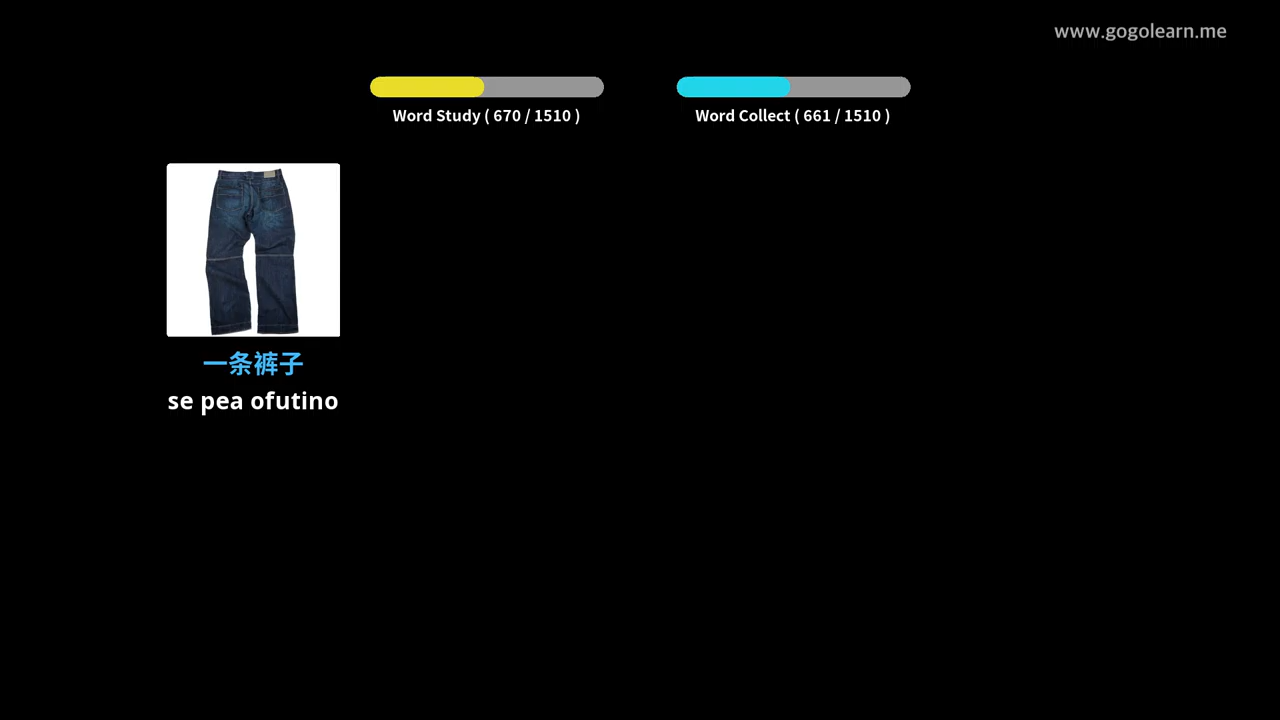 www.gogolearn.me
Word Study ( 670 / 1510 )
Word Collect ( 661 / 1510 )
一条裤子
se pea ofutino